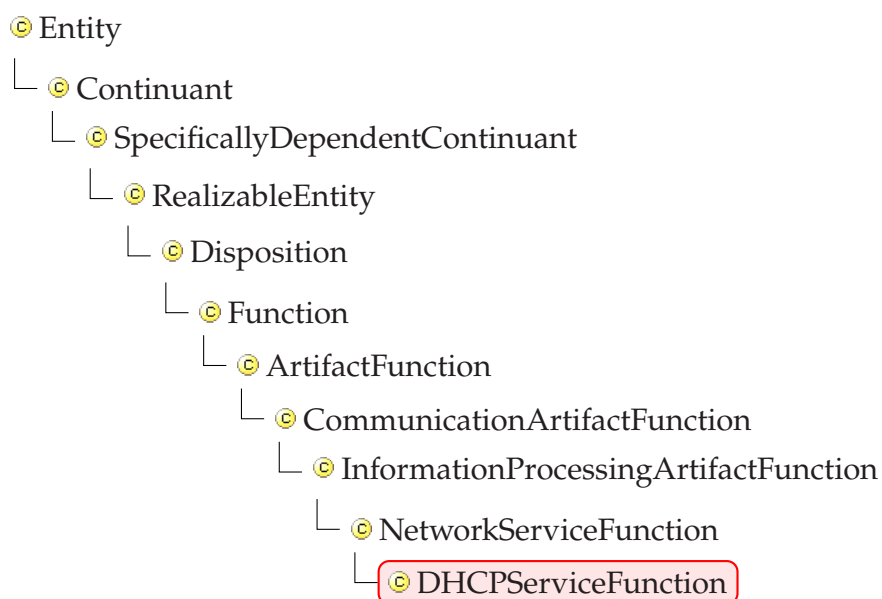 Entity
Continuant
SpecificallyDependentContinuant
RealizableEntity
Disposition
Function
ArtifactFunction
CommunicationArtifactFunction
InformationProcessingArtifactFunction
NetworkServiceFunction
DHCPServiceFunction